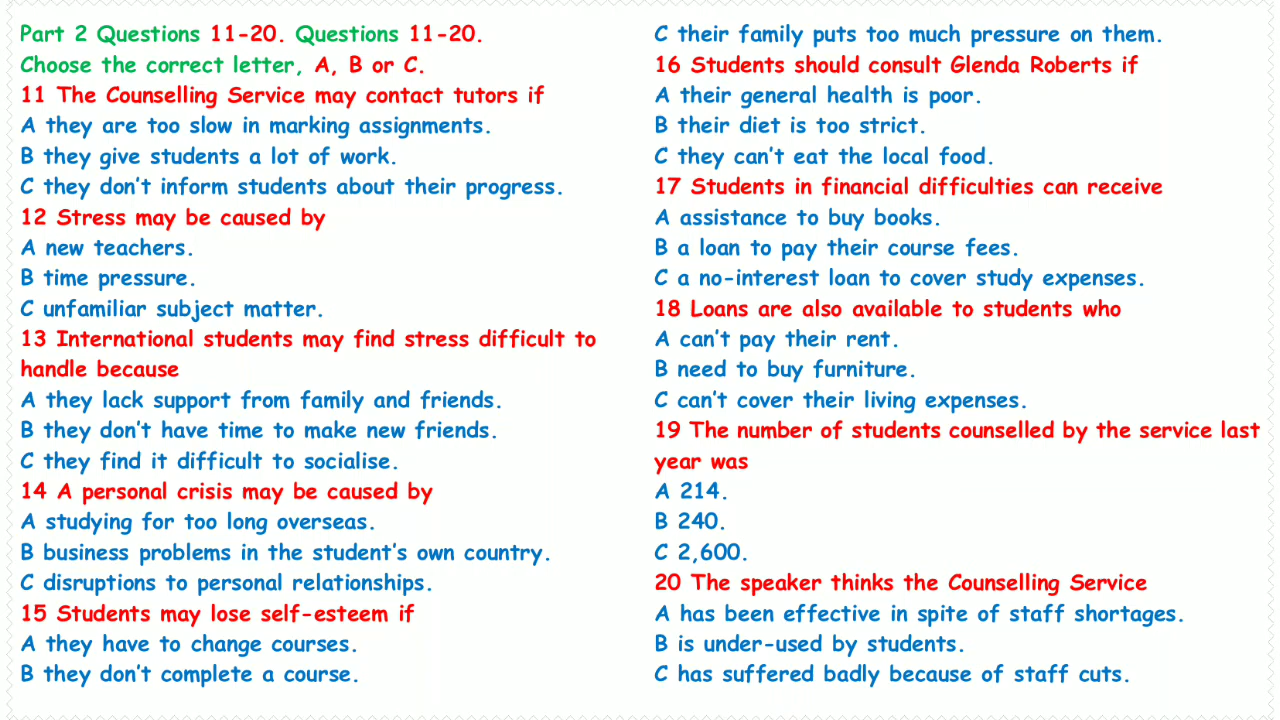 Part 2 Questions 11-20. Questions 11-20.
Choose the correct letter, A, B or C.
11 The Counselling Service may contact tutors if
A they are too slow in marking assignments.
B they give students a lot of work.
C they don't inform students about their progress.
12 Stress may be caused by
A new teachers.
B time pressure.
C unfamiliar subject matter.
13 International students may find stress difficult to
handle because
A they lack support from family and friends.
B they don't have time to make new friends.
C they find it difficult to socialise.
14 A personal crisis may be caused by
A studying for too long overseas.
B business problems in the student's own country.
C disruptions to personal relationships.
15 Students may lose self-esteem if
A they have to change courses.
B they don't complete a course.
C their family puts too much pressure on them.
16 Students should consult Glenda Roberts if
A their general health is poor.
B their diet is too strict.
C they can't eat the local food.
17 Students in financial difficulties can receive
A assistance to buy books.
B a loan to pay their course fees.
C a no-interest loan to cover study expenses.
18 Loans are also available to students who
A can't pay their rent.
B need to buy furniture.
C can't cover their living expenses.
19 The number of students counselled by the service last
year was
A 214.
B 240.
C 2,600.
20 The speaker thinks the Counselling Service
A has been effective in spite of staff shortages.
B is under-used by students.
C has suffered badly because of staff cuts.